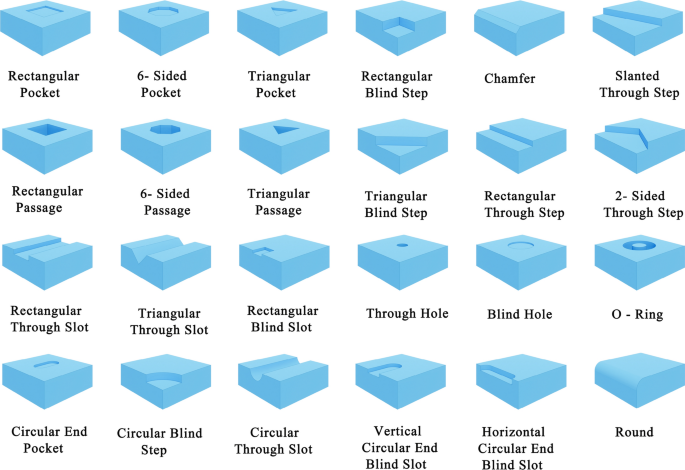 Rectangular
Pocket
6- Sided
Pocket
Triangular
Pocket
Rectangular
Blind Step
Chamfer
Slanted
Through Step
Rectangular
Passage
6- Sided
Passage
Triangular
Passage
Triangular
Blind Step
Rectangular
Through Step
2- Sided
Through Step
Rectangular
Through Slot
Triangular
Through Slot
Rectangular
Blind Slot
Through Hole
Blind Hole
O - Ring
Circular End
Pocket
Circular Blind
Step
Circular
Through Slot
Vertical
Circular End
Blind Slot
Horizontal
Circular End
Blind Slot
Round